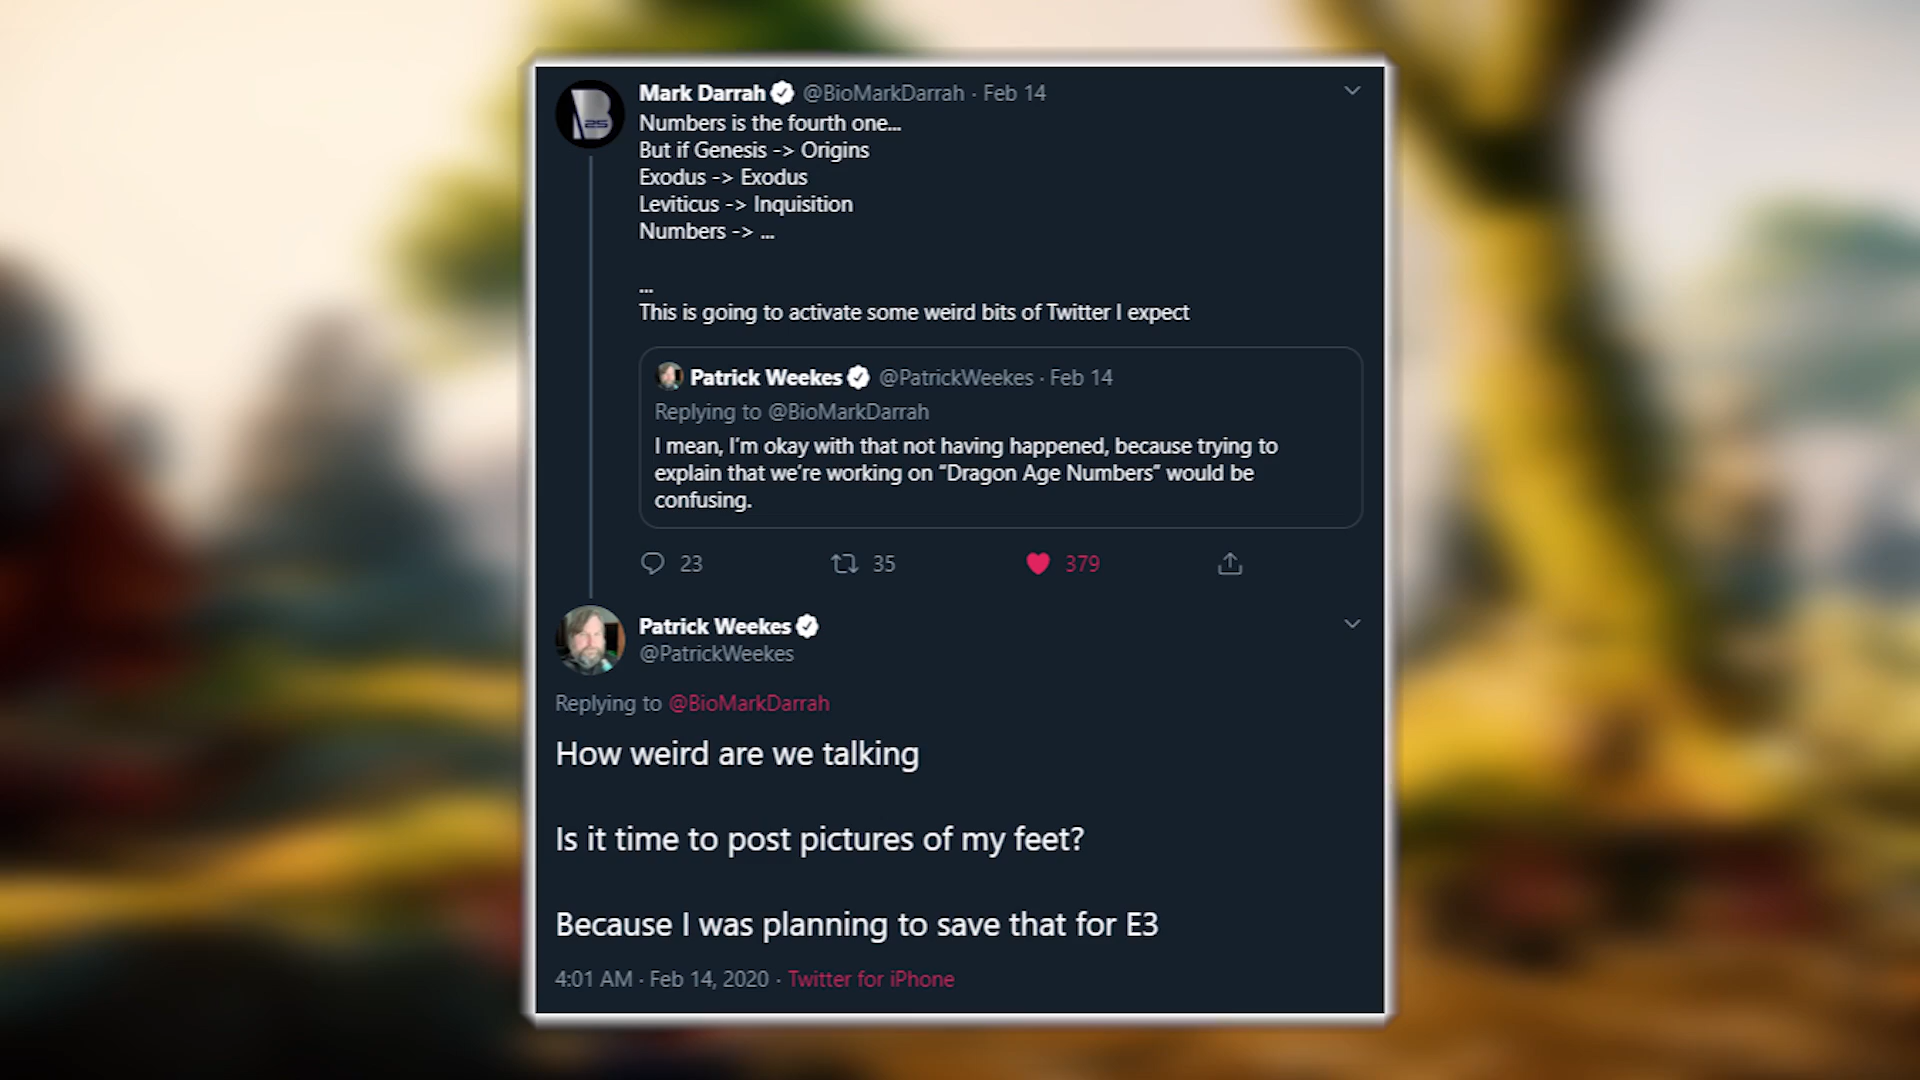 Mark Darrah @BioMarkDarrah · Feb 14
Numbers is the fourth one...
But if Genesis -> Origins
Exodus -> Exodus
Leviticus -> Inquisition
Numbers -> ...
...
This is going to activate some weird bits of Twitter I expect
Patrick Weekes @PatrickWeekes · Feb 14
Replying to @BioMarkDarrah
I mean, I’m okay with that not having happened, because trying to
explain that we’re working on “Dragon Age Numbers” would be
confusing.
23 35 379
Patrick Weekes
@PatrickWeekes
Replying to @BioMarkDarrah
How weird are we talking
Is it time to post pictures of my feet?
Because I was planning to save that for E3
4:01 AM · Feb 14, 2020 · Twitter for iPhone